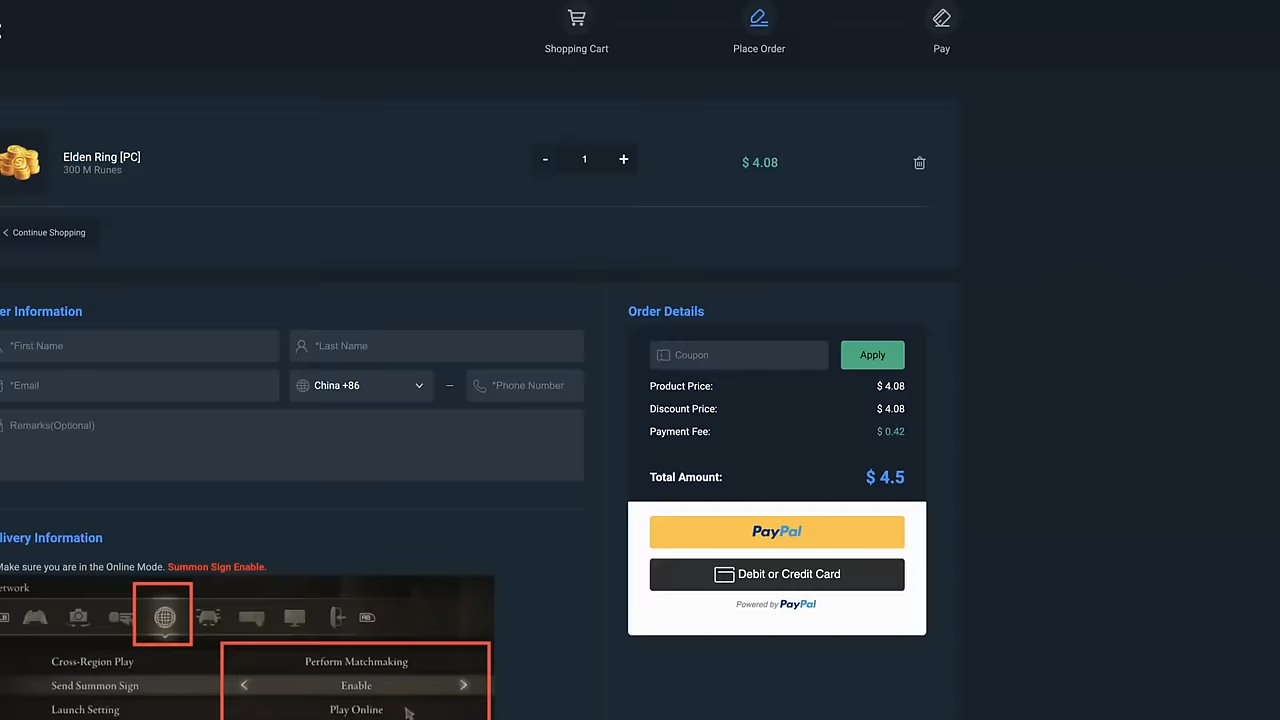 Shopping Cart
Place Order
Pay
Elden Ring [PC]
300 M Runes
- 1 +
$ 4.08
Continue Shopping
er Information
*First Name
*Last Name
*Email
China +86
*Phone Number
Remarks(Optional)
Order Details
Coupon
Apply
Product Price: $ 4.08
Discount Price: $ 4.08
Payment Fee: $ 0.42
Total Amount: $ 4.5
PayPal
Debit or Credit Card
Powered by PayPal
livery Information
Make sure you are in the Online Mode. Summon Sign Enable.
etwork
RB
Cross-Region Play
Perform Matchmaking
Send Summon Sign
Enable
Launch Setting
Play Online